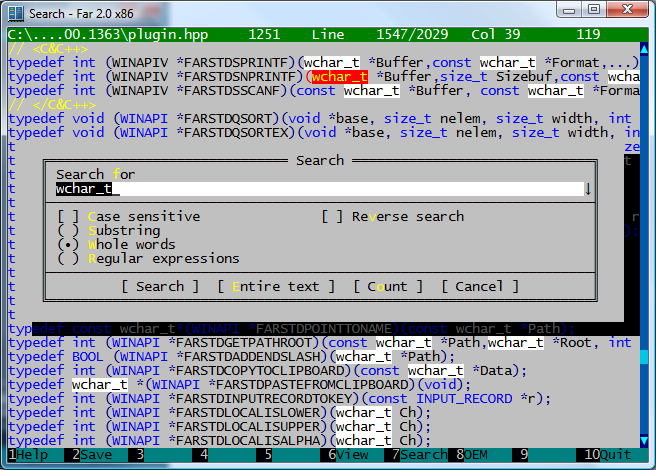 Search - Far 2.0 x86
C:\....00.1363\plugin.hpp 1251 Line 1547/2029 Col 39 119
// <C&C++>
typedef int (WINAPIV *FARSTDSPRINTF)(wchar_t *Buffer,const wchar_t *Format,...)
typedef int (WINAPIV *FARSTDSNPRINTF)(wchar_t *Buffer,size_t Sizebuf,const wcha
typedef int (WINAPIV *FARSTDSSCANF)(const wchar_t *Buffer, const wchar_t *Forma
// </C&C++>
typedef void (WINAPI *FARSTDQSORT)(void *base, size_t nelem, size_t width, int
typedef void (WINAPI *FARSTDQSORTEX)(void *base, size_t nelem, size_t width, in
t ze
t t
Search
t Search for
t wchar_t
t
t [ ] Case sensitive [ ] Reverse search r
t ( ) Substring );
t (•) Whole words
t ( ) Regular expressions
t
t [ Search ] [ Entire text ] [ Count ] [ Cancel ]
t
typedef const wchar_t*(WINAPI *FARSTDPOINTTONAME)(const wchar_t *Path);
typedef int (WINAPI *FARSTDGETPATHROOT)(const wchar_t *Path,wchar_t *Root, int
typedef BOOL (WINAPI *FARSTDADDENDSLASH)(wchar_t *Path);
typedef int (WINAPI *FARSTDCOPYTOCLIPBOARD)(const wchar_t *Data);
typedef wchar_t *(WINAPI *FARSTDPASTEFROMCLIPBOARD)(void);
typedef int (WINAPI *FARSTDINPUTRECORDTOKEY)(const INPUT_RECORD *r);
typedef int (WINAPI *FARSTDLOCALISLOWER)(wchar_t Ch);
typedef int (WINAPI *FARSTDLOCALISUPPER)(wchar_t Ch);
typedef int (WINAPI *FARSTDLOCALISALPHA)(wchar_t Ch);
1Help 2Save 3 4 5 6View 7Search 8OEM 9 10Quit